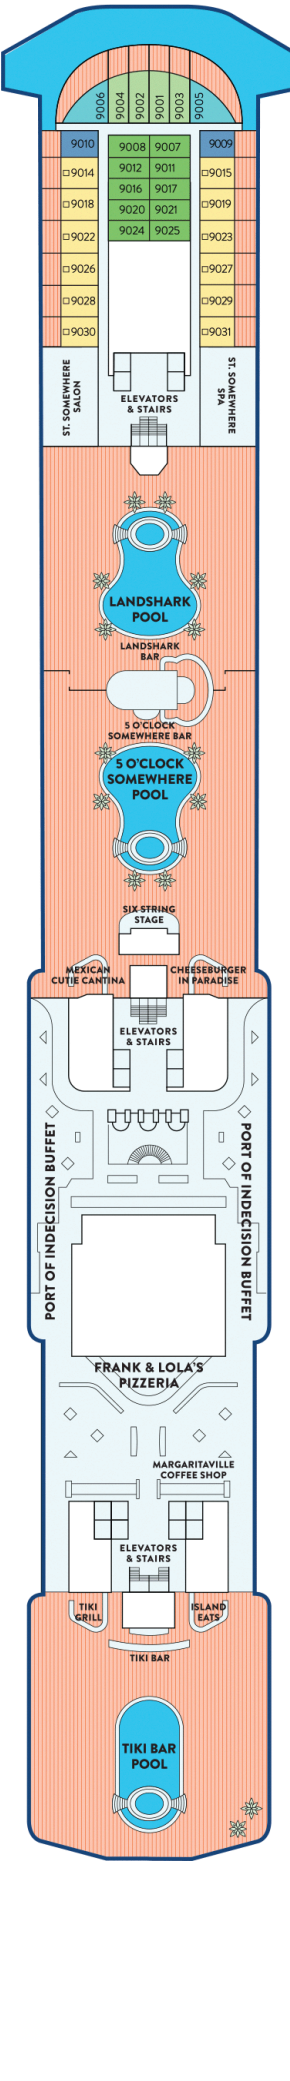 9006
9004
9002
9001
9003
9005
9010
9008
9007
9009
9014
9012
9011
9015
9018
9016
9017
9019
9022
9020
9021
9023
9026
9024
9025
9027
9028
9029
9030
9031
ST. SOMEWHERE
SALON
ELEVATORS
& STAIRS
ST. SOMEWHERE
SPA
LANDSHARK
POOL
LANDSHARK
BAR
5 O'CLOCK
SOMEWHERE BAR
5 O'CLOCK
SOMEWHERE
POOL
SIX STRING
STAGE
MEXICAN
CUTIE CANTINA
CHEESEBURGER
IN PARADISE
ELEVATORS
& STAIRS
PORT OF INDECISION BUFFET
PORT OF INDECISION BUFFET
FRANK & LOLA'S
PIZZERIA
MARGARITAVILLE
COFFEE SHOP
ELEVATORS
& STAIRS
TIKI
GRILL
ISLAND
EATS
TIKI BAR
TIKI BAR
POOL